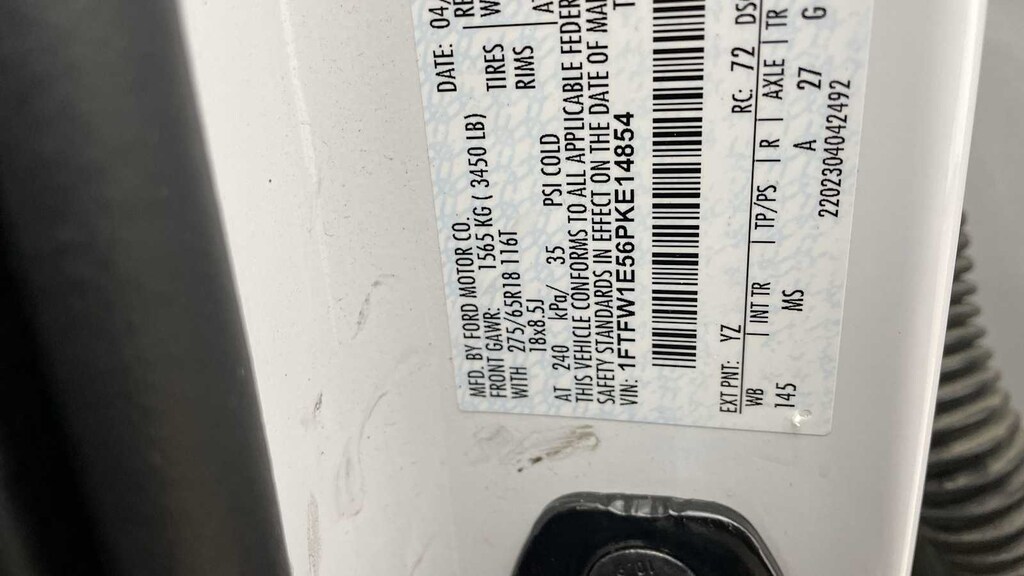 MFD. BY FORD MOTOR CO.
DATE: 04/
FRONT GAWR: 1565 KG ( 3450 LB)
WITH 275/65R18 116T TIRES
18x8.5J RIMS
AT 240 kPa/ 35 PSI COLD
THIS VEHICLE CONFORMS TO ALL APPLICABLE FEDER
SAFETY STANDARDS IN EFFECT ON THE DATE OF MAN
VIN: 1FTFW1E56PKE14854
EXT PNT: YZ RC: 72 DS
WB | INT TR | TP/PS | R | AXLE | TR
145 MS A 27 G
2202304042492